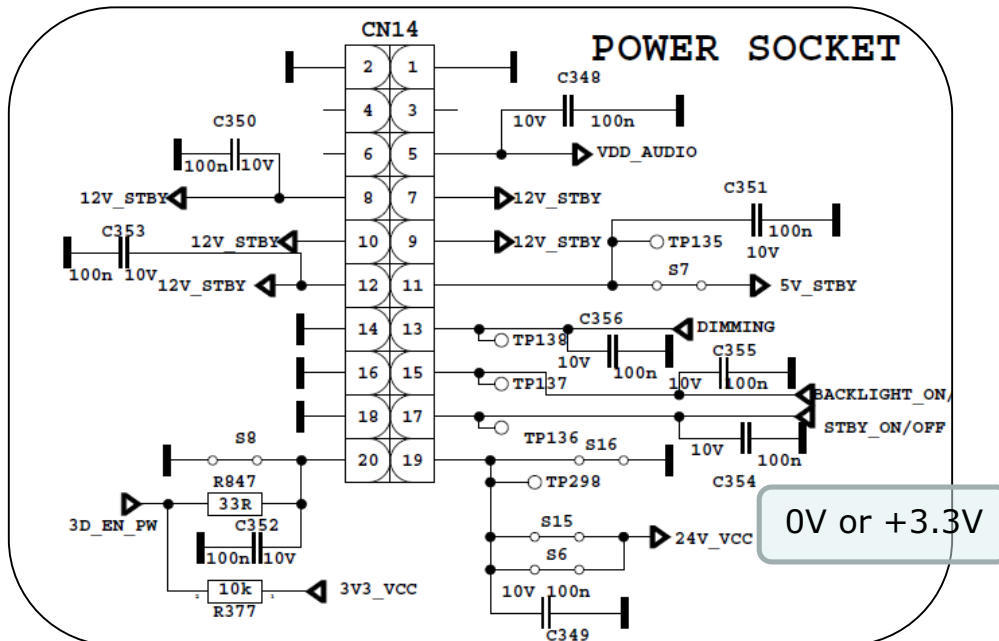 CN14
POWER SOCKET
2 1
4 3
6 5
8 7
10 9
12 11
14 13
16 15
18 17
20 19
C348
10V 100n
VDD_AUDIO
C350
100n 10V
12V_STBY
12V_STBY
C351
100n
10V
TP135
C353
100n 10V
12V_STBY
12V_STBY
12V_STBY
S7
5V_STBY
DIMMING
TP138
C356
10V 100n
C355
10V 100n
TP137
BACKLIGHT_ON/
STBY_ON/OFF
TP136
S16
10V 100n
C354
S8
R847
33R
3D_EN_PW
C352
100n 10V
10k
2 1
R377
3V3_VCC
TP298
S15
24V_VCC
S6
10V 100n
C349
0V or +3.3V